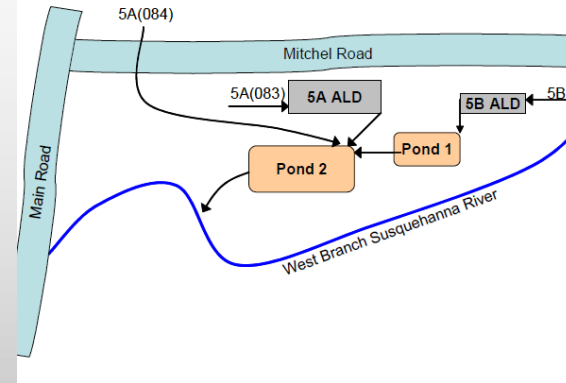 5A(084)
Mitchel Road
5A(083)
5A ALD
5B ALD
5B
Pond 1
Pond 2
Main Road
West Branch Susquehanna River